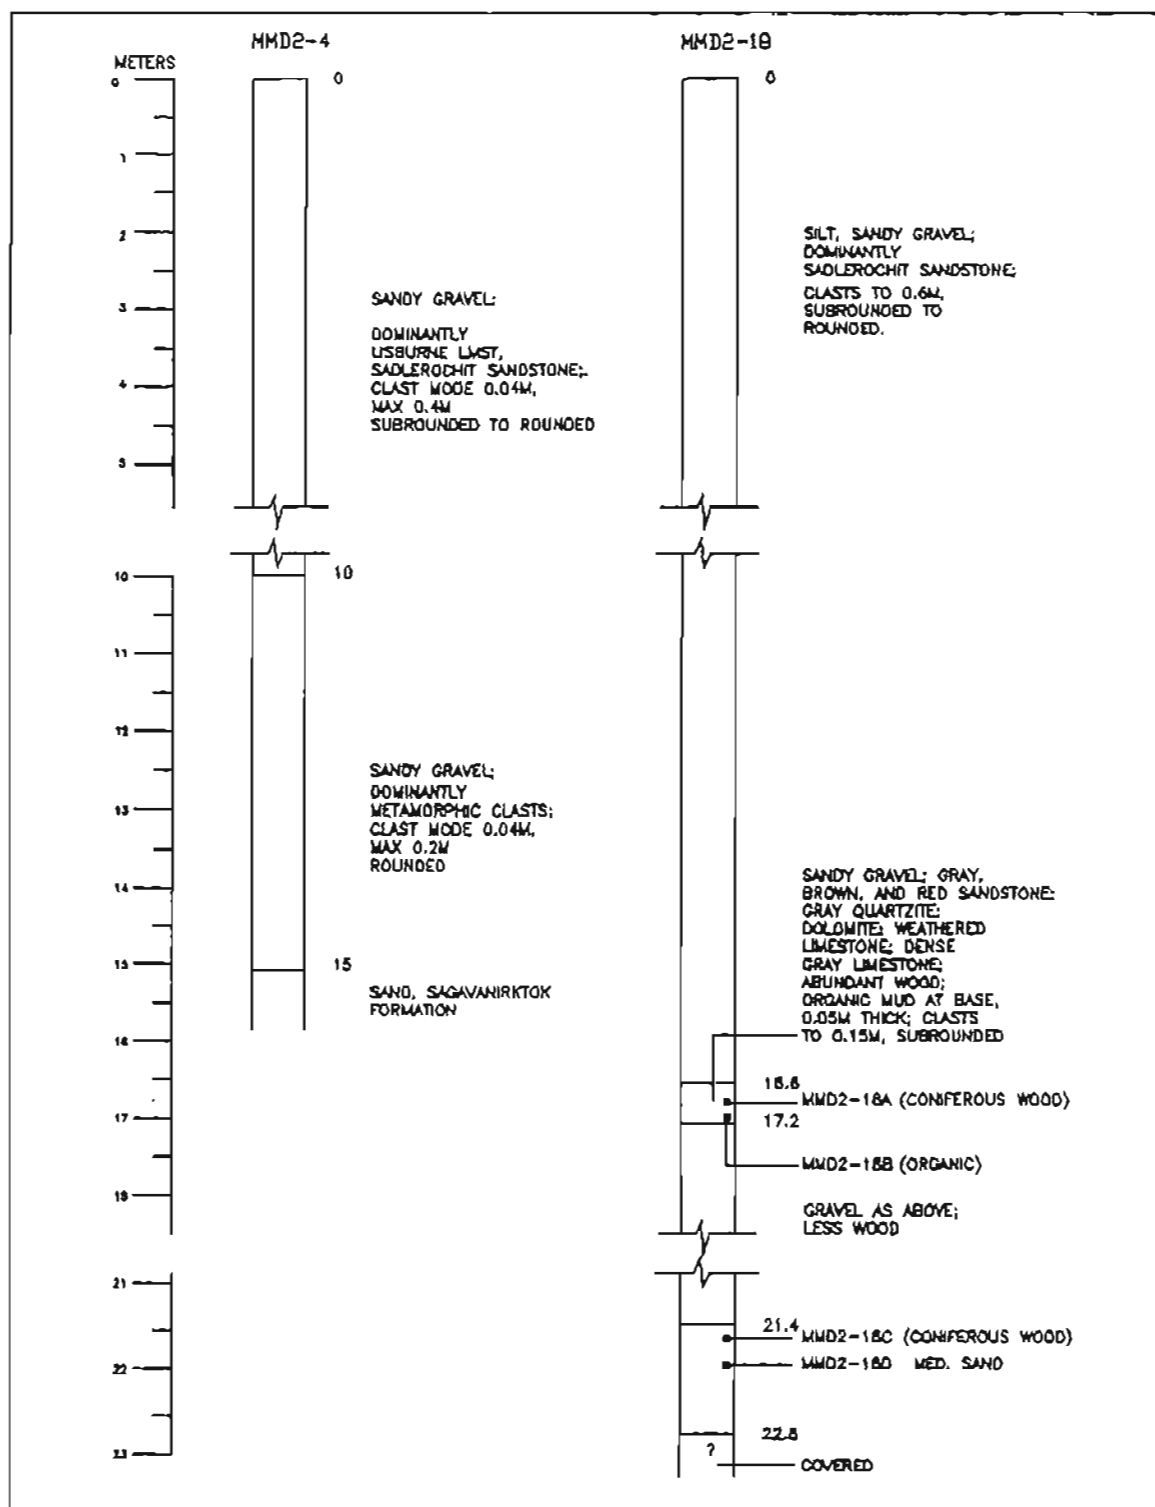 MMD2-4
MMD2-18
METERS
0
0
0
1
2
3
4
5
SANDY GRAVEL;
DOMINANTLY
LISBURNE LMST,
SADLEROCHIT SANDSTONE;
CLAST MODE 0.04M,
MAX 0.4M
SUBROUNDED TO ROUNDED
SILT, SANDY GRAVEL;
DOMINANTLY
SADLEROCHIT SANDSTONE;
CLASTS TO 0.6M,
SUBROUNDED TO
ROUNDED.
10
10
11
12
13
14
15
16
17
18
SANDY GRAVEL;
DOMINANTLY
METAMORPHIC CLASTS;
CLAST MODE 0.04M,
MAX 0.2M
ROUNDED
15
SAND, SAGAVANIRKTOK
FORMATION
SANDY GRAVEL; GRAY,
BROWN, AND RED SANDSTONE;
GRAY QUARTZITE;
DOLOMITE; WEATHERED
LIMESTONE; DENSE
GRAY LIMESTONE;
ABUNDANT WOOD;
ORGANIC MUD AT BASE,
0.05M THICK; CLASTS
TO 0.15M, SUBROUNDED
MMD2-18A (CONIFEROUS WOOD)
17.2
MMD2-18B (ORGANIC)
GRAVEL AS ABOVE;
LESS WOOD
21
22
23
21.4
MMD2-18C (CONIFEROUS WOOD)
MMD2-18D MED. SAND
?
COVERED